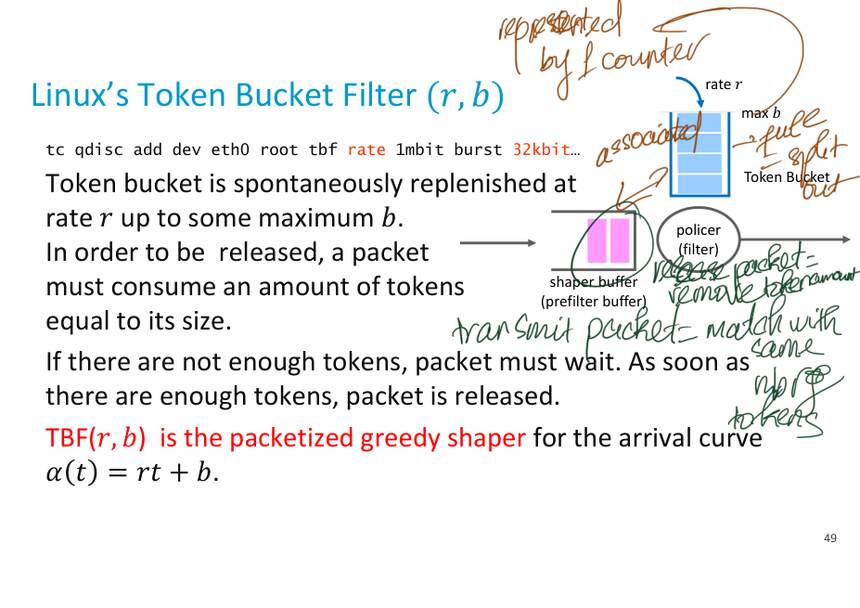 represented
by f counter
Linux's Token Bucket Filter (r, b)
rate r
max b
associated
→ full
= split
out
Token Bucket
tc qdisc add dev eth0 root tbf rate 1mbit burst 32kbit…
Token bucket is spontaneously replenished at
rate r up to some maximum b.
In order to be released, a packet
must consume an amount of tokens
equal to its size.
policer
(filter)
shaper buffer
(prefilter buffer)
release packet =
remove token amount
transmit packet = match with
same
tokens
If there are not enough tokens, packet must wait. As soon as
there are enough tokens, packet is released.
TBF(r, b) is the packetized greedy shaper for the arrival curve
α(t) = rt + b.
49